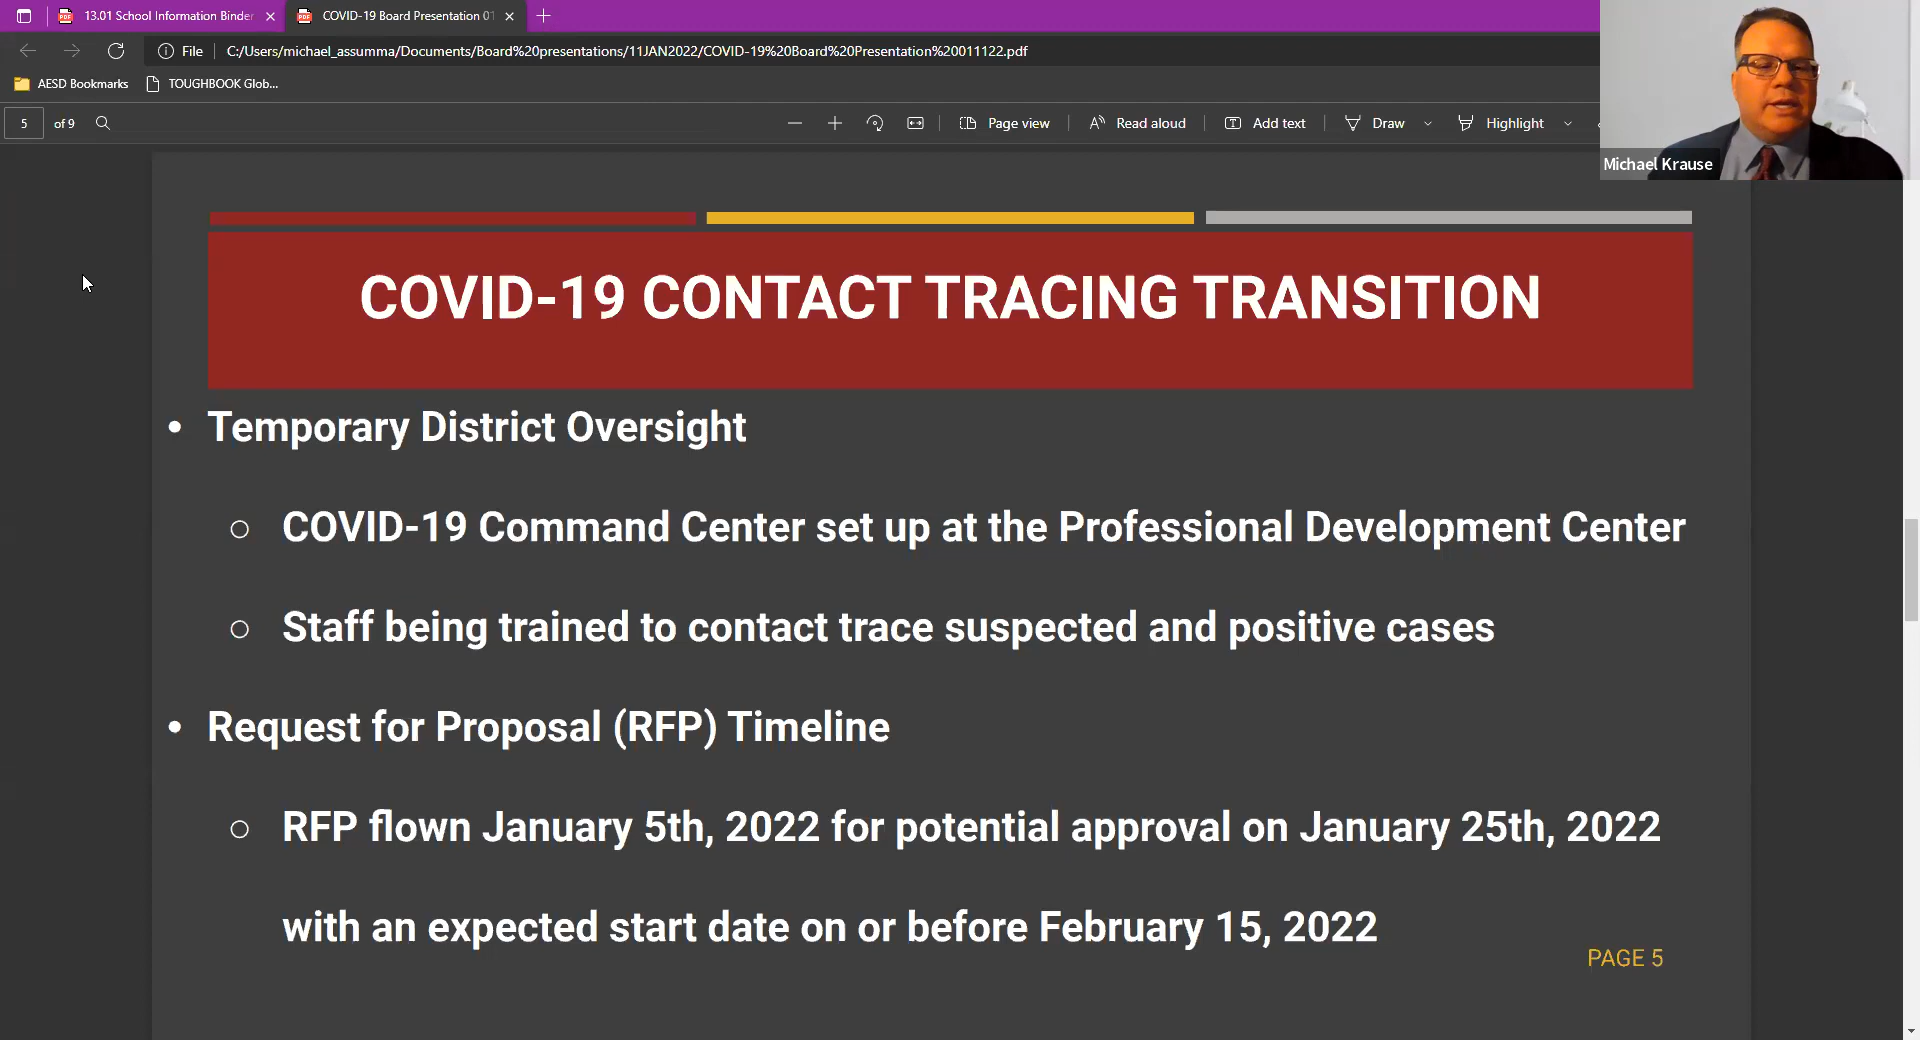 13.01 School Information Binder
COVID-19 Board Presentation 01
File
C:/Users/michael_assumma/Documents/Board%20presentations/11JAN2022/COVID-19%20Board%20Presentation%20011122.pdf
AESD Bookmarks
TOUGHBOOK Glob...
5 of 9
Page view
Read aloud
Add text
Draw
Highlight
Michael Krause
COVID-19 CONTACT TRACING TRANSITION
• Temporary District Oversight
○ COVID-19 Command Center set up at the Professional Development Center
○ Staff being trained to contact trace suspected and positive cases
• Request for Proposal (RFP) Timeline
○ RFP flown January 5th, 2022 for potential approval on January 25th, 2022
with an expected start date on or before February 15, 2022
PAGE 5